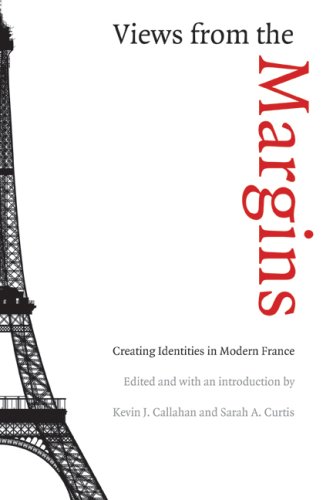 Views from the
Margins
Creating Identities in Modern France
Edited and with an introduction by
Kevin J. Callahan and Sarah A. Curtis